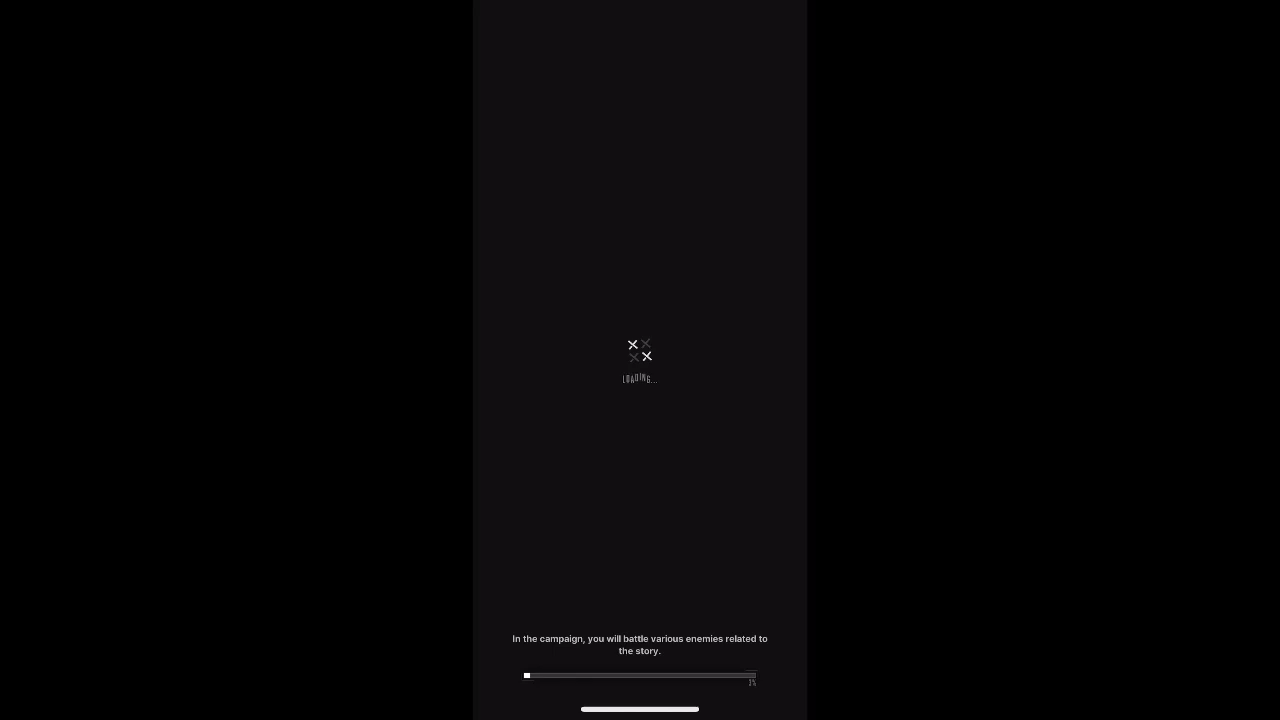 LOADING...
In the campaign, you will battle various enemies related to
the story.